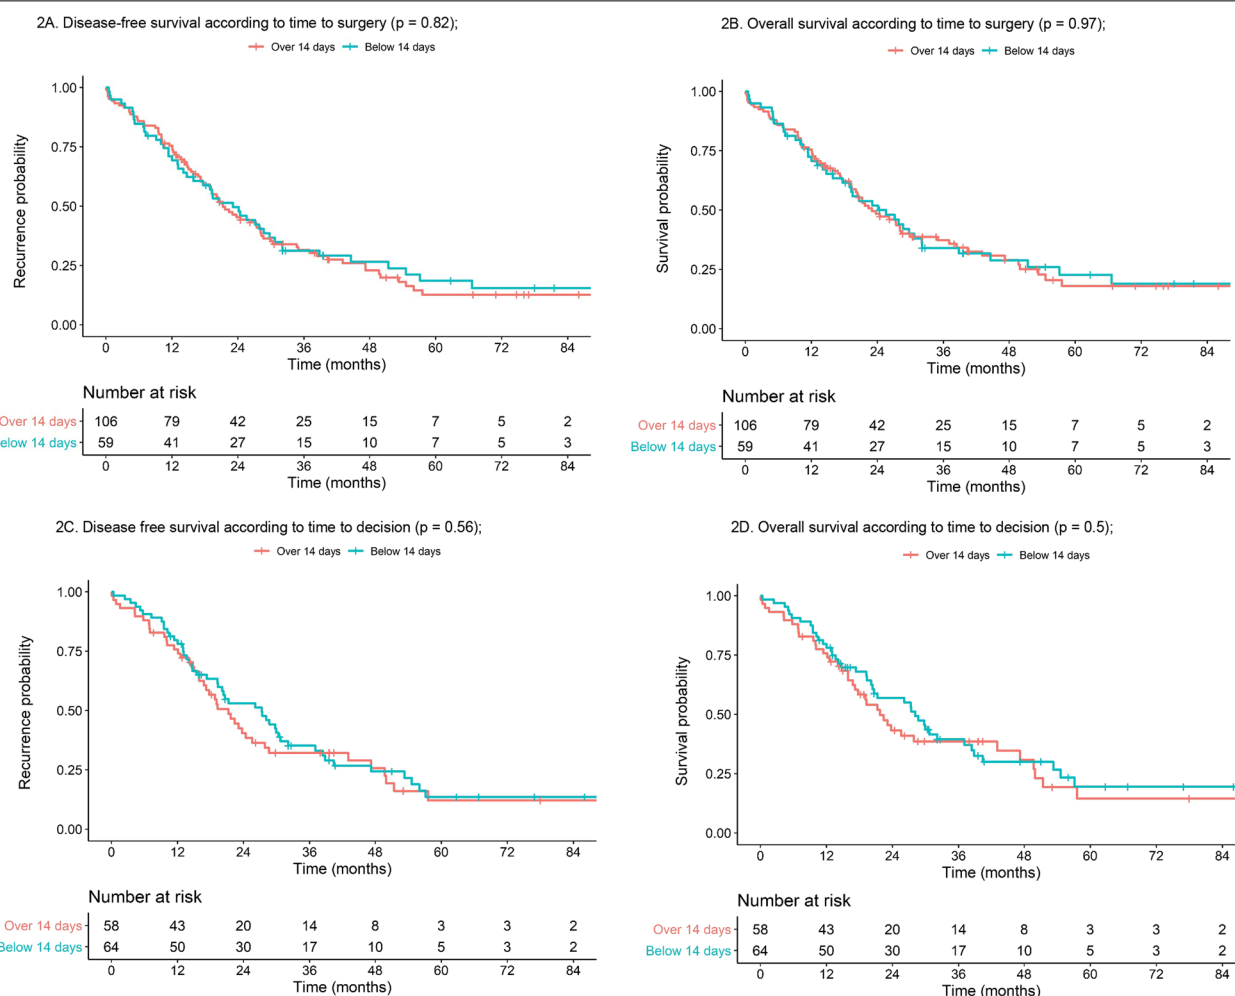 2A. Disease-free survival according to time to surgery (p = 0.82);
Over 14 days Below 14 days
Recurrence probability
1.00
0.75
0.50
0.25
0.00
0 12 24 36 48 60 72 84
Time (months)
Number at risk
Over 14 days 106 79 42 25 15 7 5 2
elow 14 days 59 41 27 15 10 7 5 3
0 12 24 36 48 60 72 84
Time (months)
2B. Overall survival according to time to surgery (p = 0.97);
Over 14 days Below 14 days
Survival probability
1.00
0.75
0.50
0.25
0.00
0 12 24 36 48 60 72 84
Time (months)
Number at risk
Over 14 days 106 79 42 25 15 7 5 2
Below 14 days 59 41 27 15 10 7 5 3
0 12 24 36 48 60 72 84
Time (months)
2C. Disease free survival according to time to decision (p = 0.56);
Over 14 days Below 14 days
Recurrence probability
1.00
0.75
0.50
0.25
0.00
0 12 24 36 48 60 72 84
Time (months)
Number at risk
Over 14 days 58 43 20 14 8 3 3 2
Below 14 days 64 50 30 17 10 5 3 2
0 12 24 36 48 60 72 84
Time (months)
2D. Overall survival according to time to decision (p = 0.5);
Over 14 days Below 14 days
Survival probability
1.00
0.75
0.50
0.25
0.00
0 12 24 36 48 60 72 84
Time (months)
Number at risk
Over 14 days 58 43 20 14 8 3 3 2
Below 14 days 64 50 30 17 10 5 3 2
0 12 24 36 48 60 72 84
Time (months)